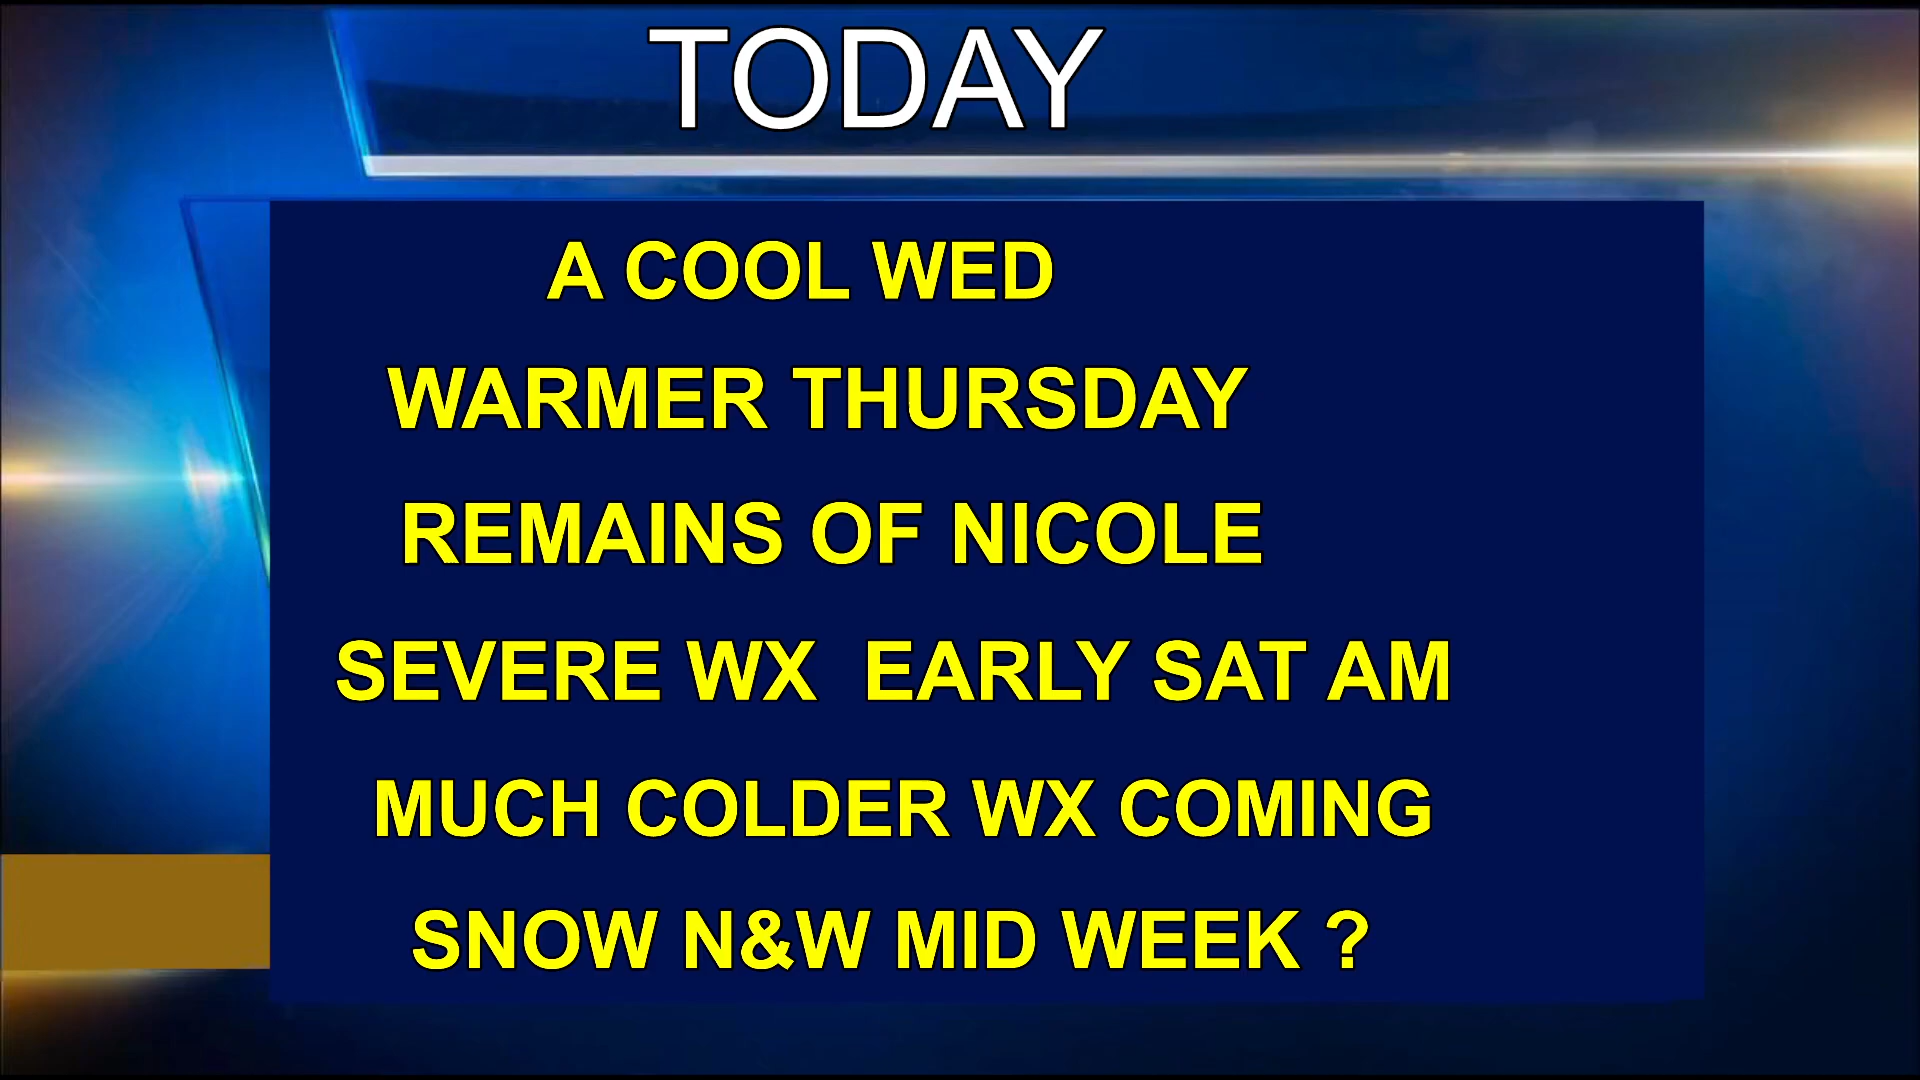 TODAY
A COOL WED
WARMER THURSDAY
REMAINS OF NICOLE
SEVERE WX  EARLY SAT AM
MUCH COLDER WX COMING
SNOW N&W MID WEEK ?